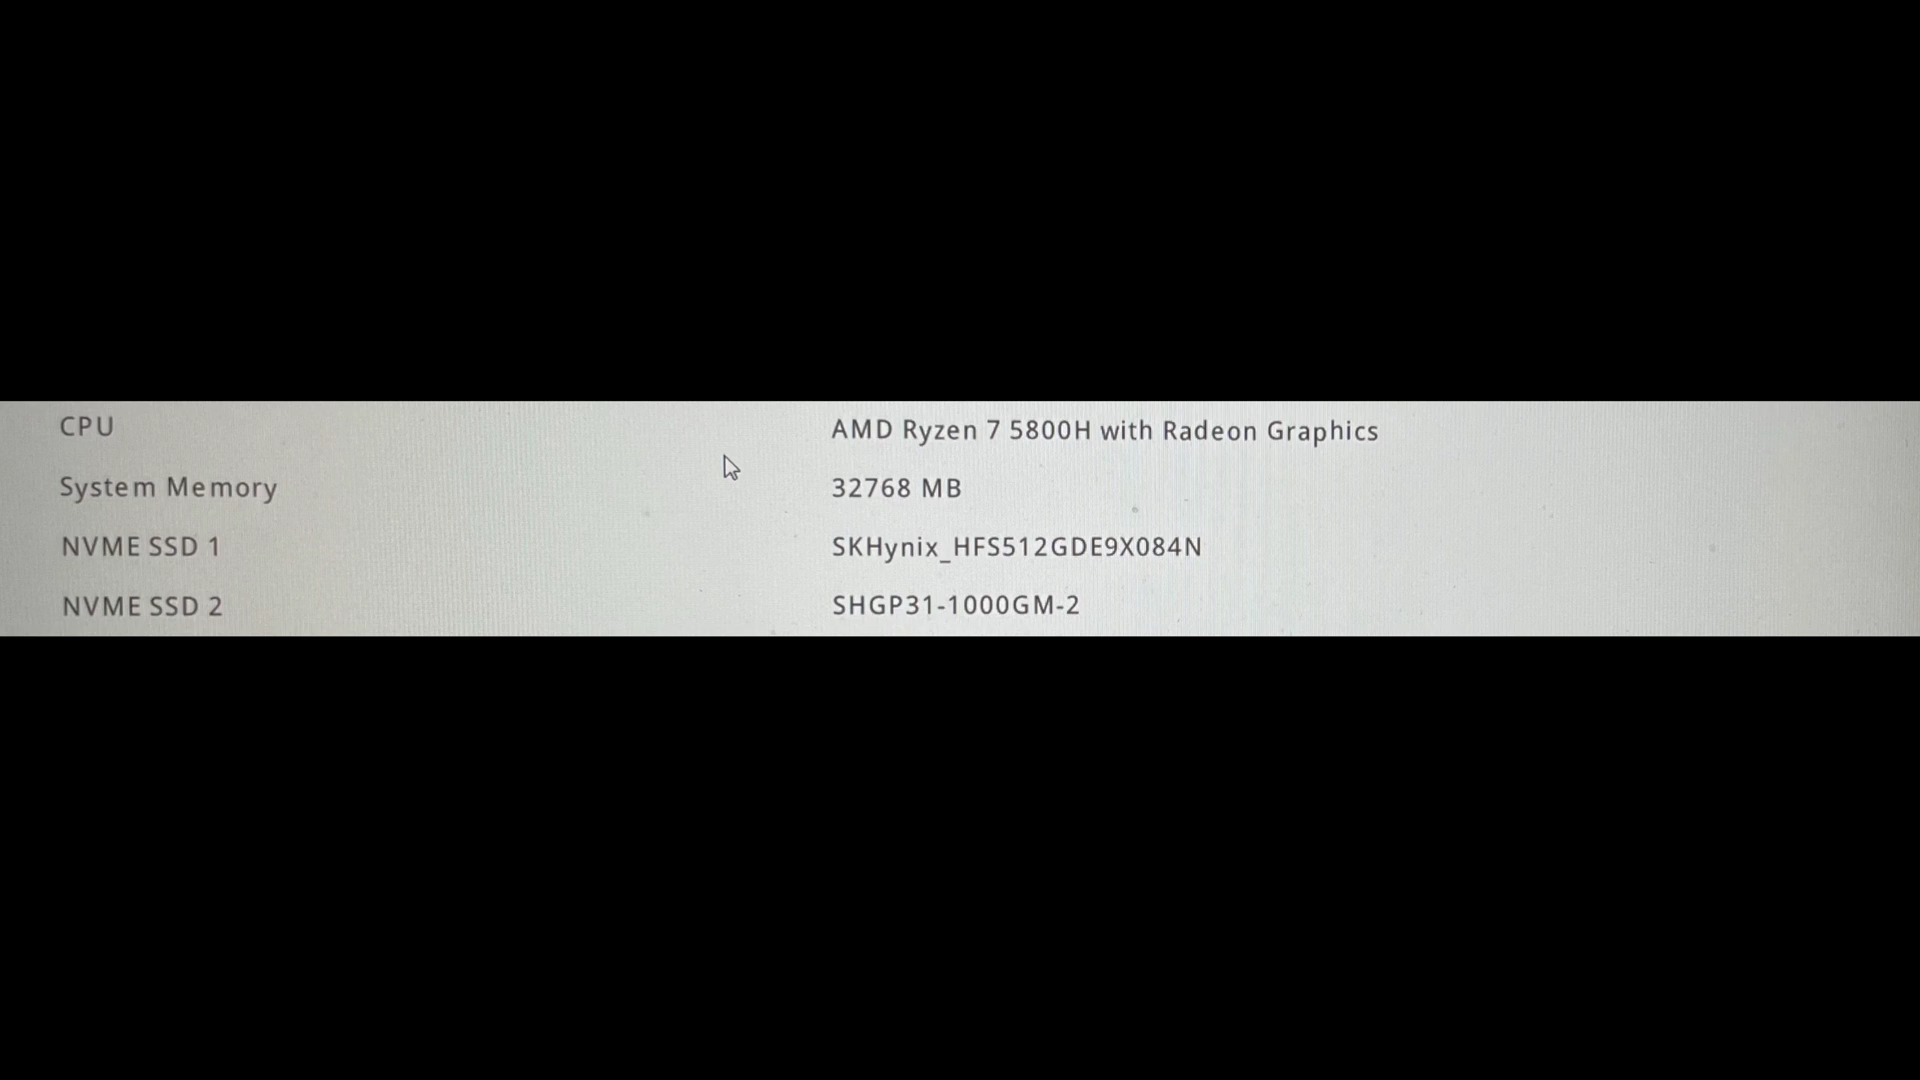 CPU AMD Ryzen 7 5800H with Radeon Graphics
System Memory 32768 MB
NVME SSD 1 SKHynix_HFS512GDE9X084N
NVME SSD 2 SHGP31-1000GM-2